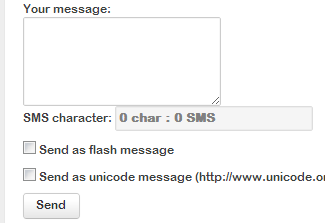 Your message:
SMS character: 0 char : 0 SMS
Send as flash message
Send as unicode message (http://www.unicode.or
Send